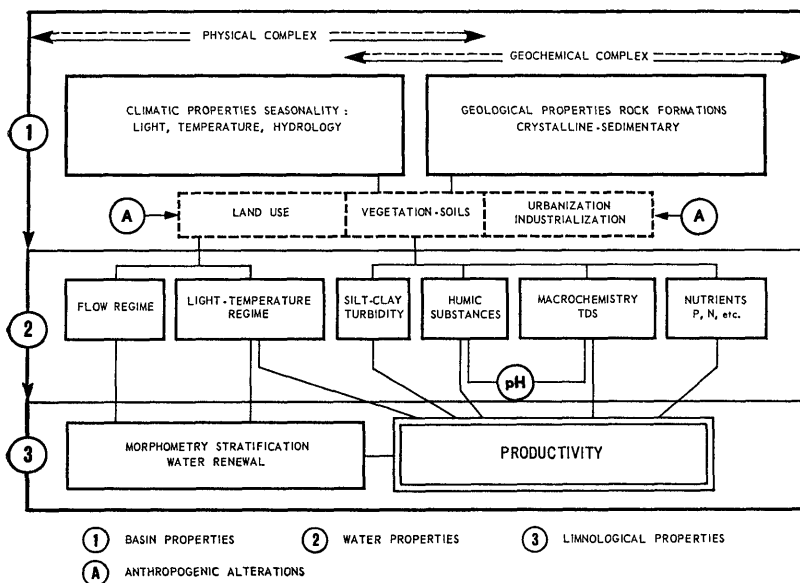 PHYSICAL COMPLEX
GEOCHEMICAL COMPLEX
1
CLIMATIC PROPERTIES SEASONALITY :
LIGHT, TEMPERATURE, HYDROLOGY
GEOLOGICAL PROPERTIES ROCK FORMATIONS
CRYSTALLINE-SEDIMENTARY
A
LAND USE
VEGETATION-SOILS
URBANIZATION
INDUSTRIALIZATION
A
2
FLOW REGIME
LIGHT-TEMPERATURE
REGIME
SILT-CLAY
TURBIDITY
HUMIC
SUBSTANCES
MACROCHEMISTRY
TDS
NUTRIENTS
P, N, etc.
pH
3
MORPHOMETRY STRATIFICATION
WATER RENEWAL
PRODUCTIVITY
1 BASIN PROPERTIES
2 WATER PROPERTIES
3 LIMNOLOGICAL PROPERTIES
A ANTHROPOGENIC ALTERATIONS